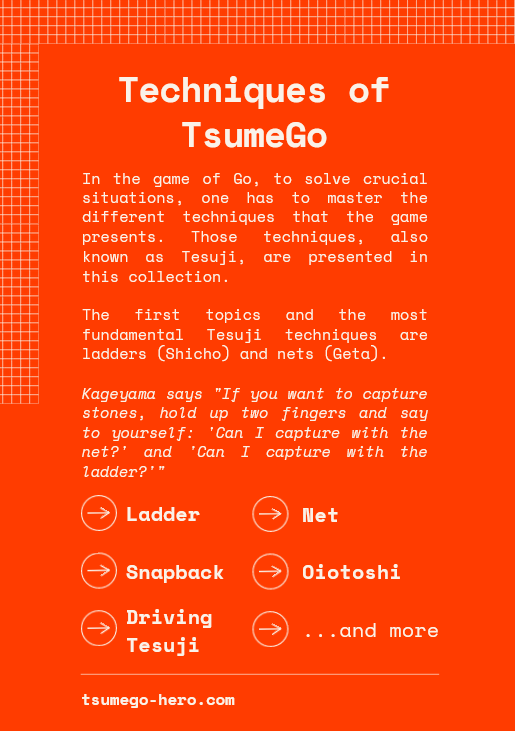 Techniques of
TsumeGo
In the game of Go, to solve crucial
situations, one has to master the
different techniques that the game
presents. Those techniques, also
known as Tesuji, are presented in
this collection.
The first topics and the most
fundamental Tesuji techniques are
ladders (Shicho) and nets (Geta).
Kageyama says "If you want to capture
stones, hold up two fingers and say
to yourself: 'Can I capture with the
net?' and 'Can I capture with the
ladder?'"
Ladder
Net
Snapback
Oiotoshi
Driving
Tesuji
...and more
tsumego-hero.com